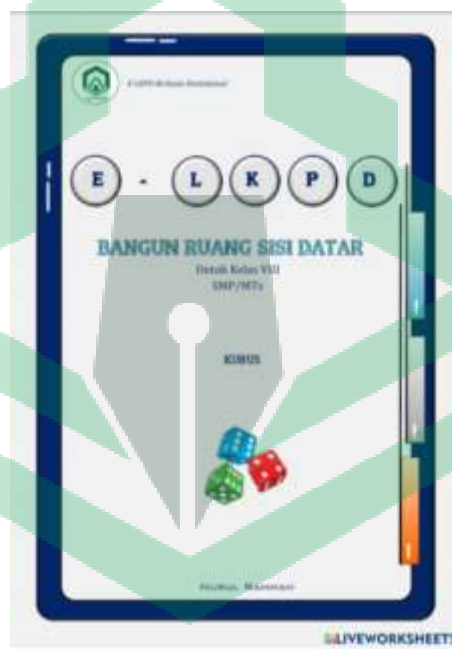 E - L K P D
BANGUN RUANG SISI DATAR
Untuk Kelas VIII
SMP/MTs
KUBUS
LIVEWORKSHEETS